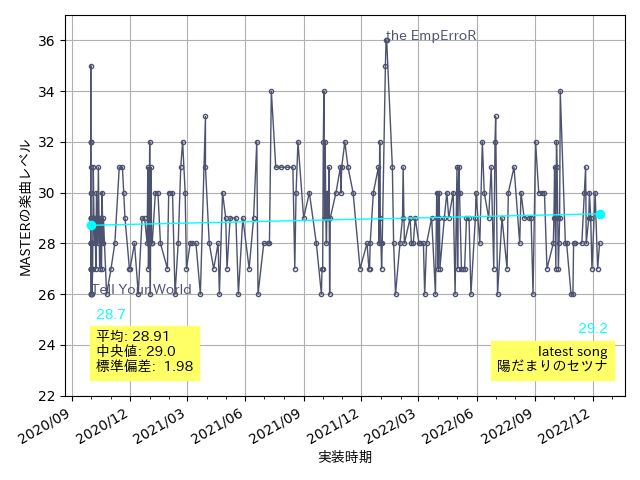 the EmpErroR
36
34
32
30
28
26
24
22
MASTERの楽曲レベル
Tell Your World
28.7
平均: 28.91
中央値: 29.0
標準偏差: 1.98
29.2
latest song
陽だまりのセツナ
2020/09
2020/12
2021/03
2021/06
2021/09
2021/12
2022/03
2022/06
2022/09
2022/12
実装時期